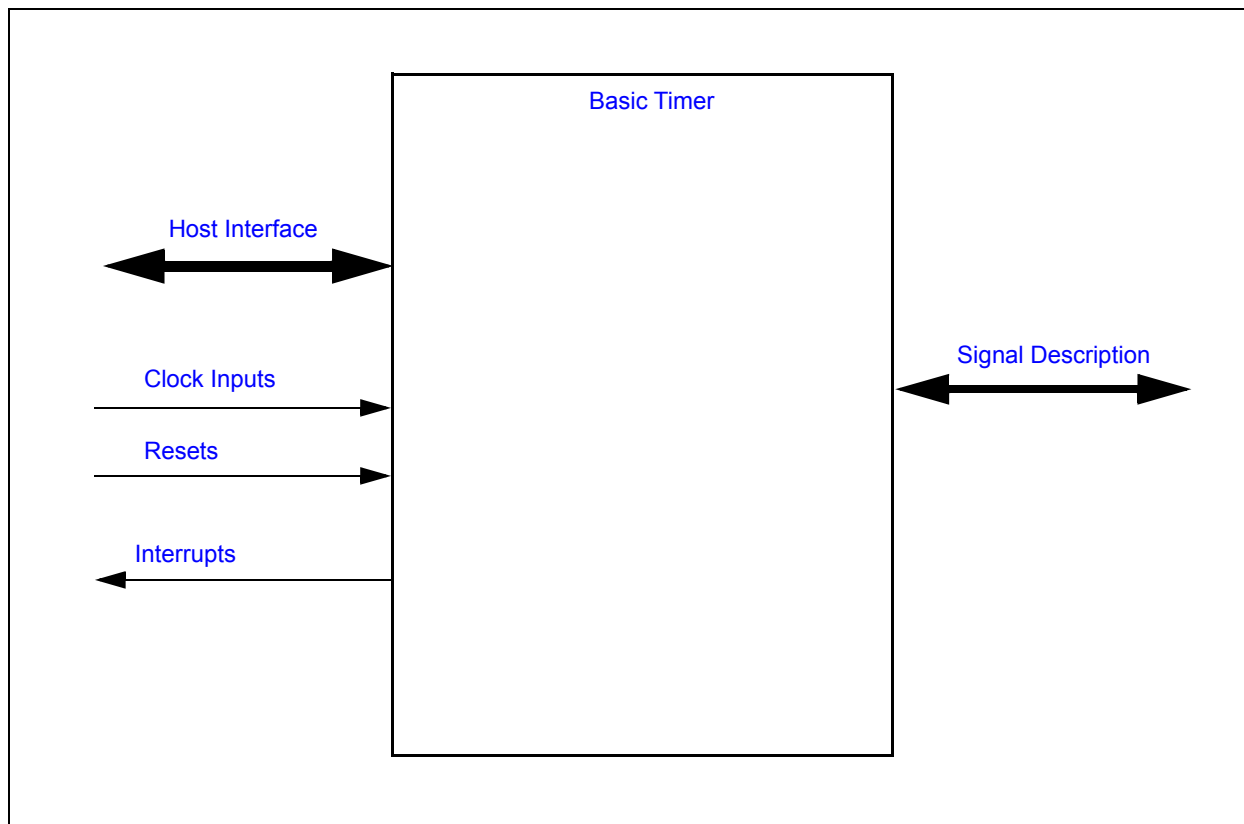 Basic Timer
Host Interface
Signal Description
Clock Inputs
Resets
Interrupts